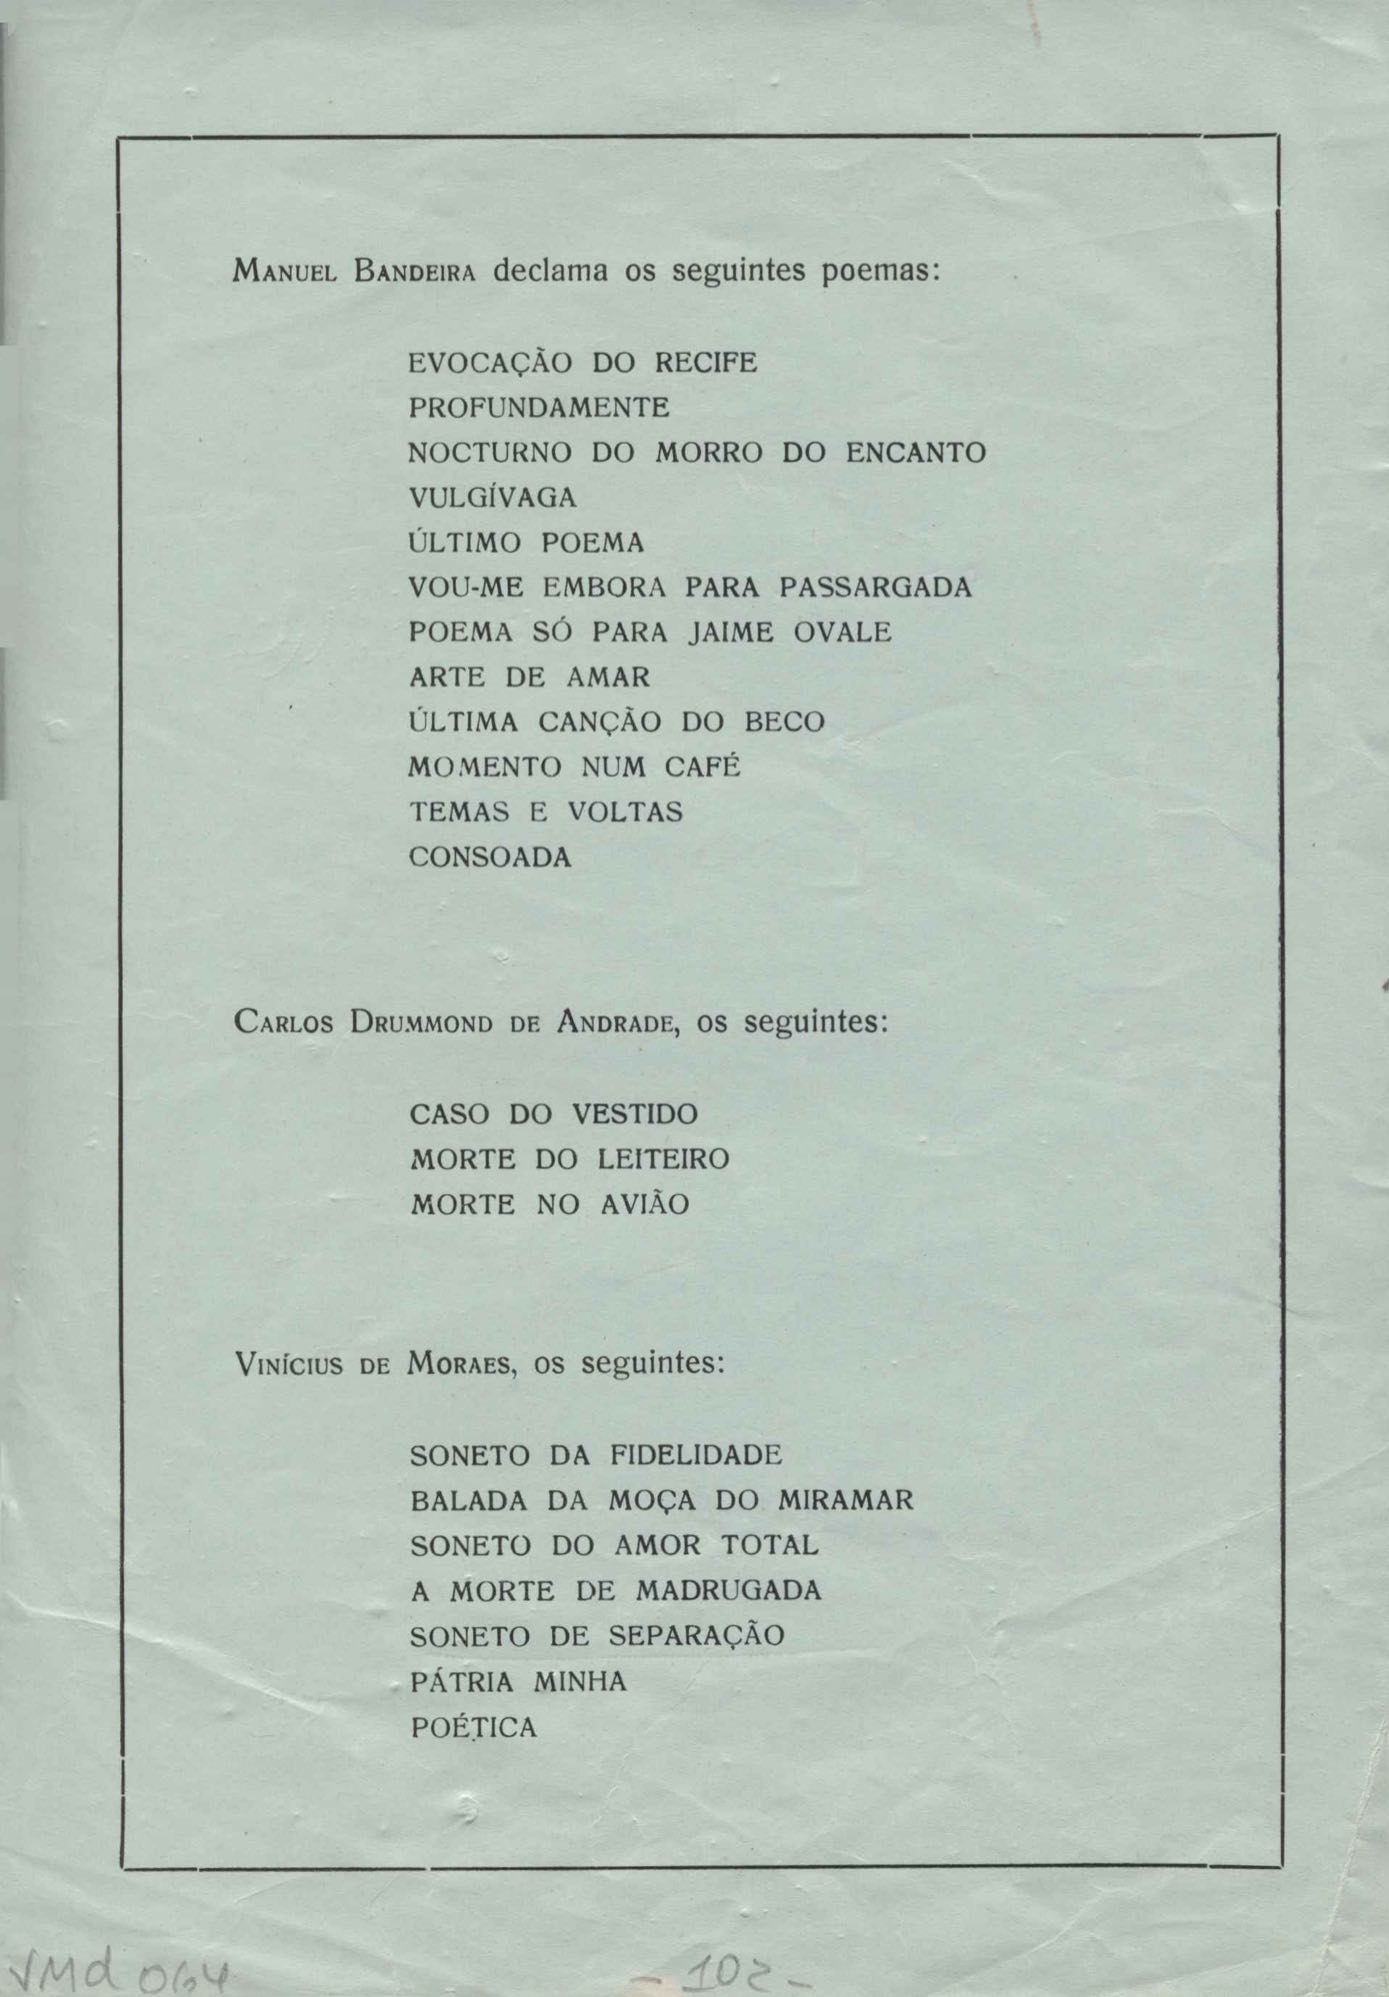 MANUEL BANDEIRA declama os seguintes poemas:
EVOCAÇÃO DO RECIFE
PROFUNDAMENTE
NOCTURNO DO MORRO DO ENCANTO
VULGÍVAGA
ÚLTIMO POEMA
VOU-ME EMBORA PARA PASSARGADA
POEMA SÓ PARA JAIME OVALE
ARTE DE AMAR
ÚLTIMA CANÇÃO DO BECO
MOMENTO NUM CAFÉ
TEMAS E VOLTAS
CONSOADA
CARLOS DRUMMOND DE ANDRADE, os seguintes:
CASO DO VESTIDO
MORTE DO LEITEIRO
MORTE NO AVIÃO
VINÍCIUS DE MORAES, os seguintes:
SONETO DA FIDELIDADE
BALADA DA MOÇA DO MIRAMAR
SONETO DO AMOR TOTAL
A MORTE DE MADRUGADA
SONETO DE SEPARAÇÃO
PÁTRIA MINHA
POÉTICA
VMd 064
- 102 -